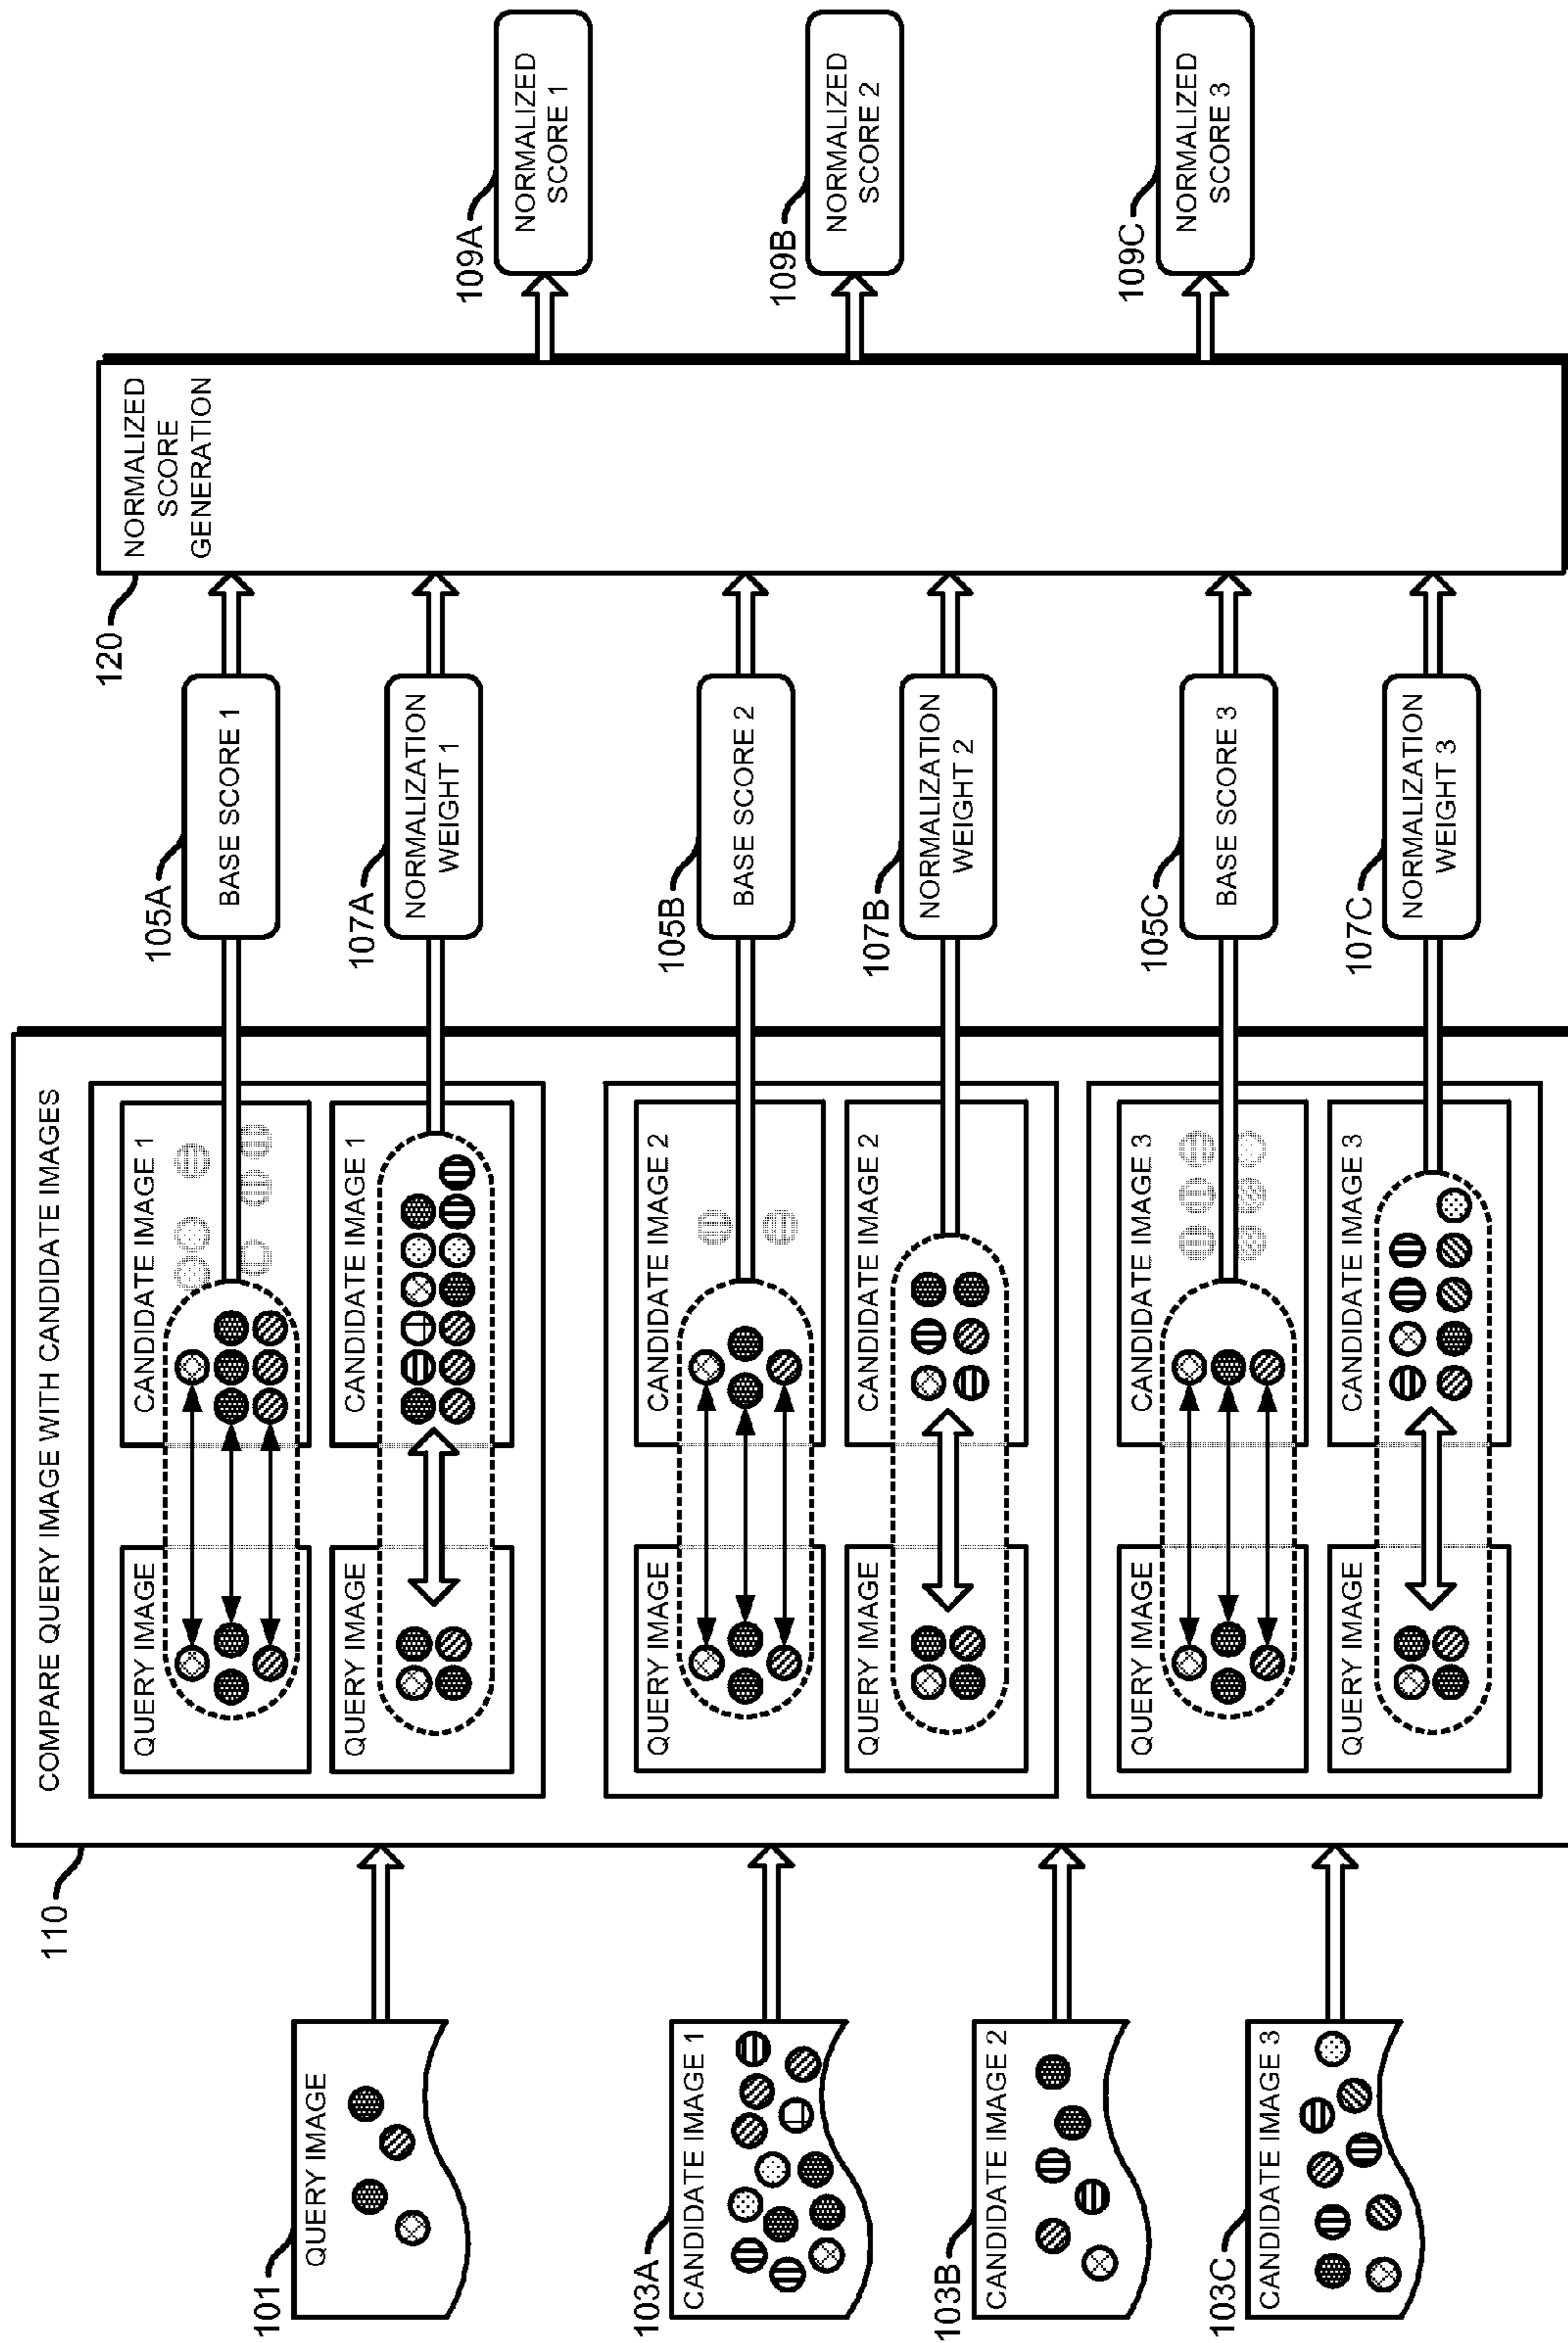 101
QUERY IMAGE
103A
CANDIDATE IMAGE 1
103B
CANDIDATE IMAGE 2
103C
CANDIDATE IMAGE 3
110
COMPARE QUERY IMAGE WITH CANDIDATE IMAGES
QUERY IMAGE
CANDIDATE IMAGE 1
QUERY IMAGE
CANDIDATE IMAGE 1
QUERY IMAGE
CANDIDATE IMAGE 2
QUERY IMAGE
CANDIDATE IMAGE 2
QUERY IMAGE
CANDIDATE IMAGE 3
QUERY IMAGE
CANDIDATE IMAGE 3
105A
BASE SCORE 1
107A
NORMALIZATION
WEIGHT 1
105B
BASE SCORE 2
107B
NORMALIZATION
WEIGHT 2
105C
BASE SCORE 3
107C
NORMALIZATION
WEIGHT 3
120
NORMALIZED
SCORE
GENERATION
109A
NORMALIZED
SCORE 1
109B
NORMALIZED
SCORE 2
109C
NORMALIZED
SCORE 3